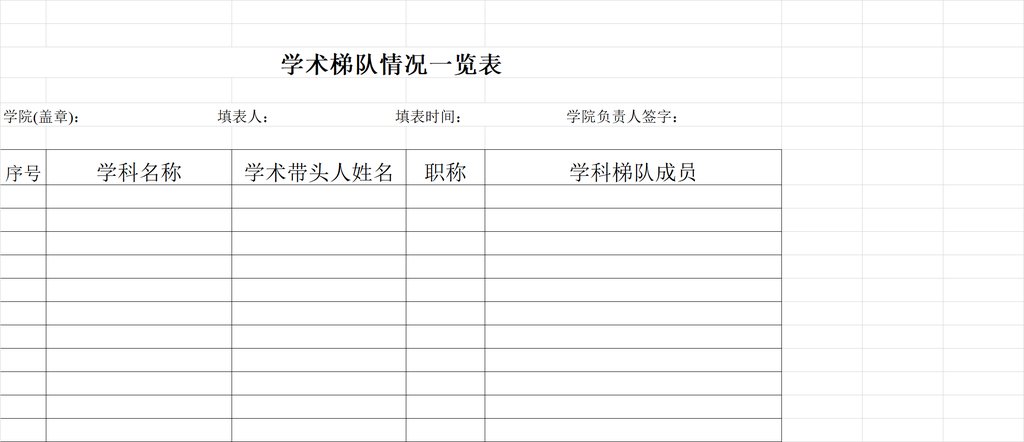 学术梯队情况一览表
学院(盖章): 填表人: 填表时间: 学院负责人签字:
序号 学科名称 学术带头人姓名 职称 学科梯队成员